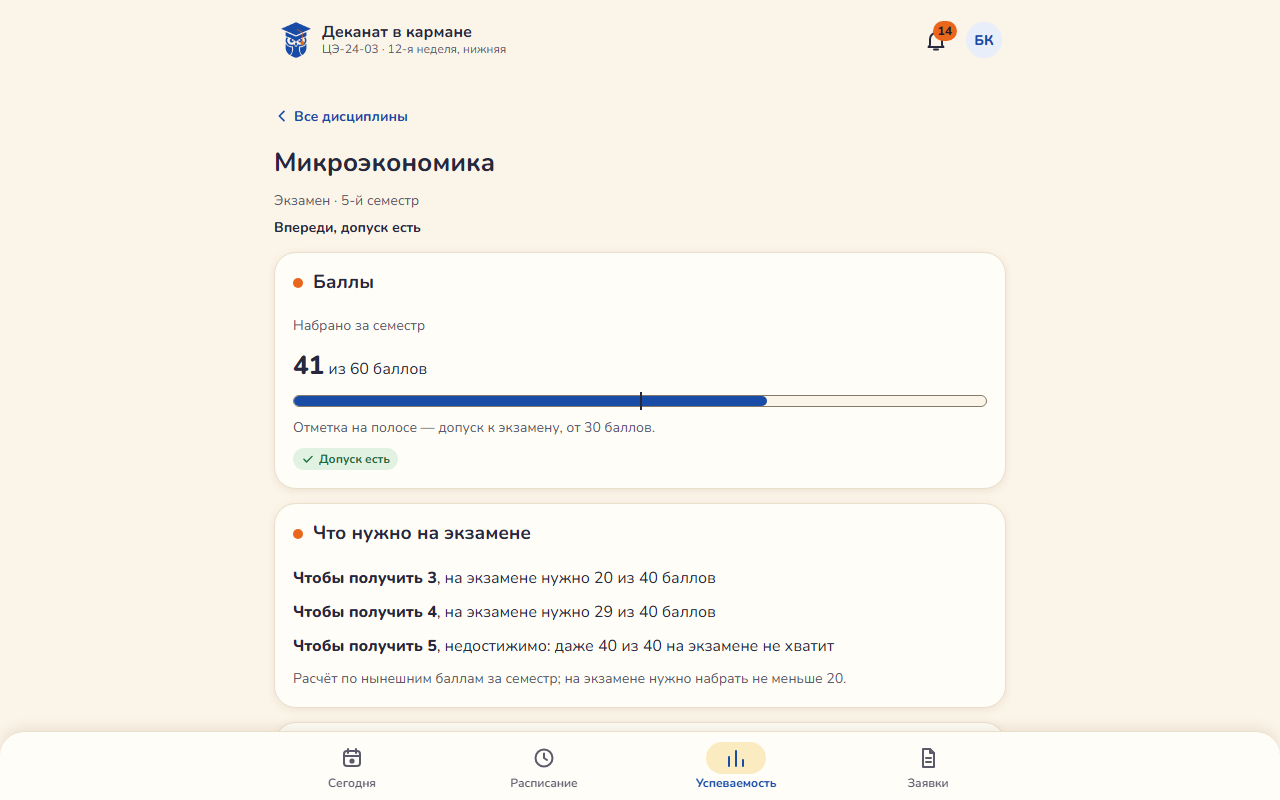 Деканат в кармане
ЦЭ-24-03 · 12-я неделя, нижняя
14
БК
Все дисциплины
Микроэкономика
Экзамен · 5-й семестр
Впереди, допуск есть
Баллы
Набрано за семестр
41 из 60 баллов
Отметка на полосе — допуск к экзамену, от 30 баллов.
Допуск есть
Что нужно на экзамене
Чтобы получить 3, на экзамене нужно 20 из 40 баллов
Чтобы получить 4, на экзамене нужно 29 из 40 баллов
Чтобы получить 5, недостижимо: даже 40 из 40 на экзамене не хватит
Расчёт по нынешним баллам за семестр; на экзамене нужно набрать не меньше 20.
Сегодня
Расписание
Успеваемость
Заявки